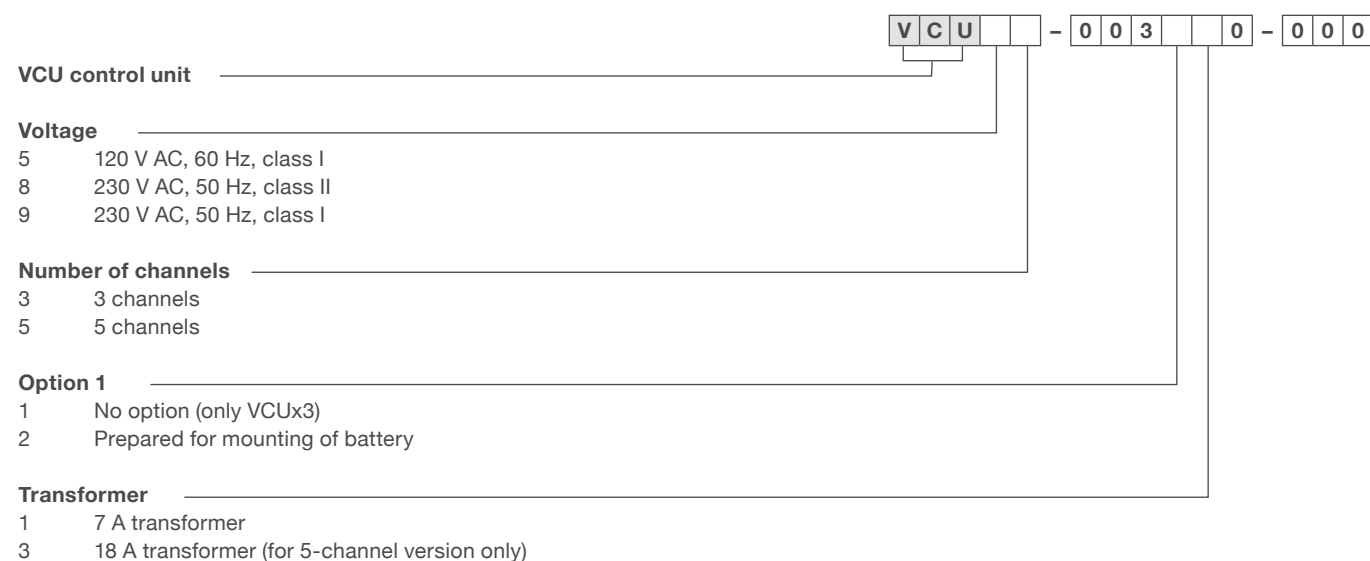 V C U – 0 0 3 0 – 0 0 0
VCU control unit
Voltage
5 120 V AC, 60 Hz, class I
8 230 V AC, 50 Hz, class II
9 230 V AC, 50 Hz, class I
Number of channels
3 3 channels
5 5 channels
Option 1
1 No option (only VCUx3)
2 Prepared for mounting of battery
Transformer
1 7 A transformer
3 18 A transformer (for 5-channel version only)